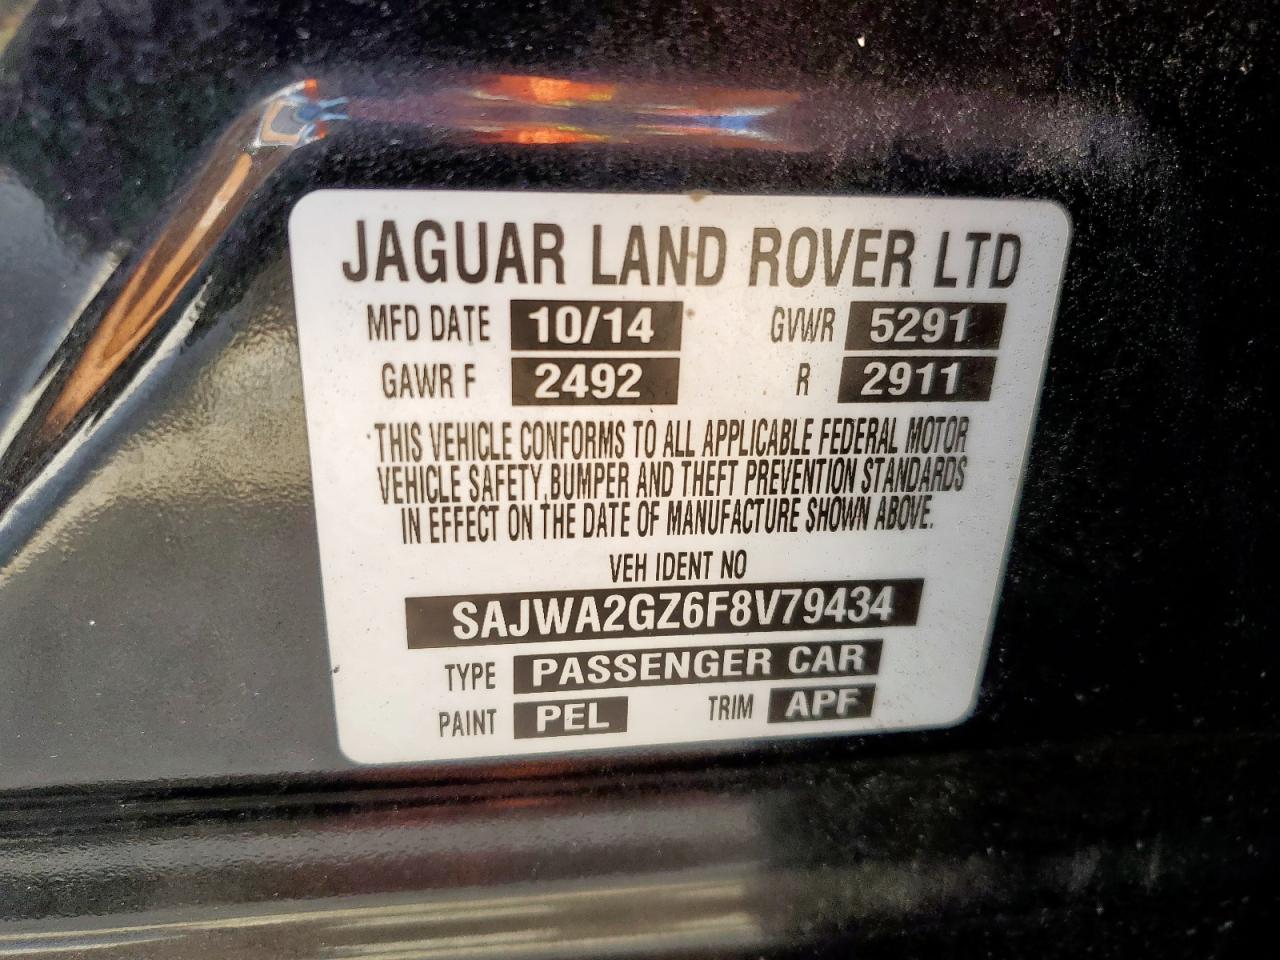 JAGUAR LAND ROVER LTD
MFD DATE 10/14 GVWR 5291
GAWR F 2492 R 2911
THIS VEHICLE CONFORMS TO ALL APPLICABLE FEDERAL MOTOR
VEHICLE SAFETY, BUMPER AND THEFT PREVENTION STANDARDS
IN EFFECT ON THE DATE OF MANUFACTURE SHOWN ABOVE.
VEH IDENT NO
SAJWA2GZ6F8V79434
TYPE PASSENGER CAR
PAINT PEL TRIM APF